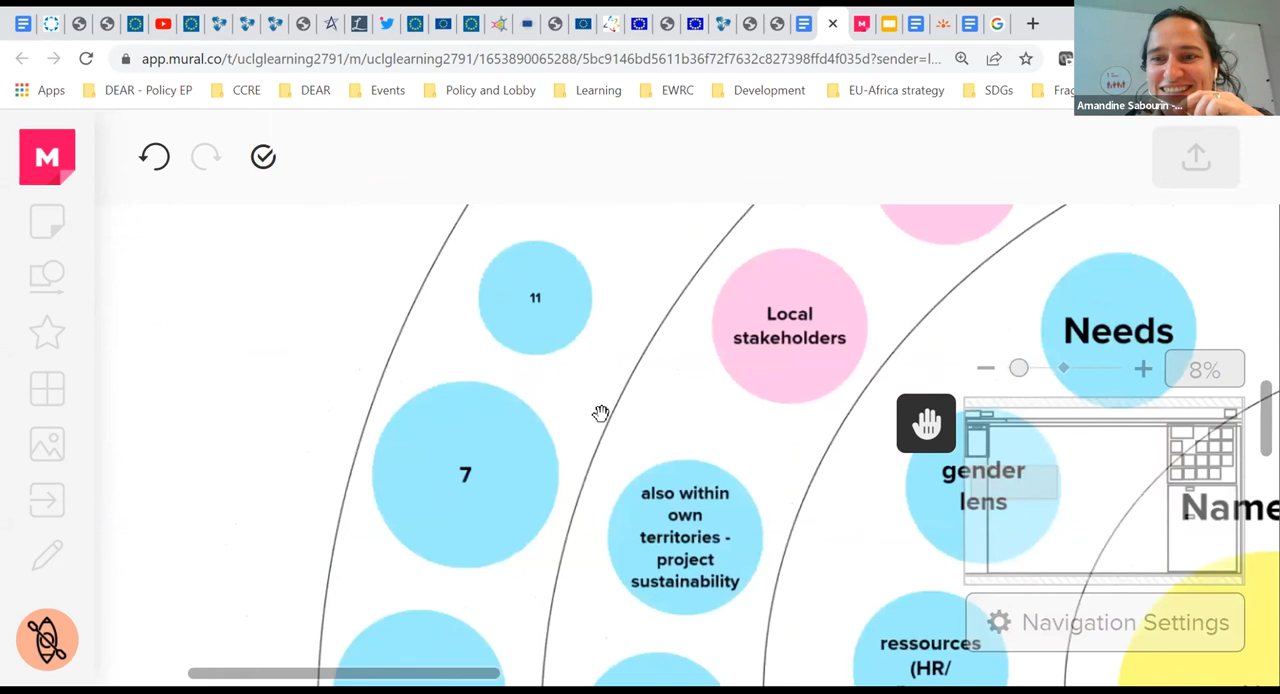 app.mural.co/t/uclglearning2791/m/uclglearning2791/1653890065288/5bc9146bd5611b36f72f7632c827398ffd4f035d?sender=l...
Apps
DEAR - Policy EP
CCRE
DEAR
Events
Policy and Lobby
Learning
EWRC
Development
EU-Africa strategy
SDGs
Frag
Amandine Sabourin -...
M
11
Local
stakeholders
Needs
8%
7
also within
own
territories -
project
sustainability
gender
lens
Name
ressources
(HR/
Navigation Settings